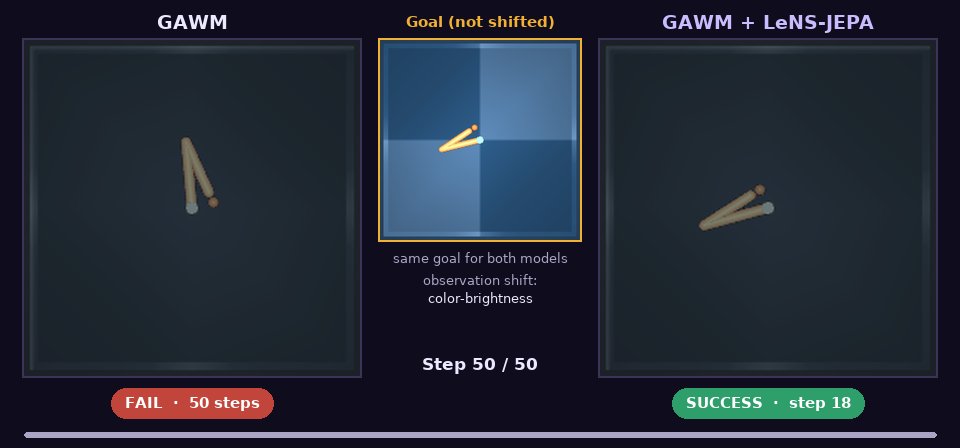 GAWM
Goal (not shifted)
GAWM + LeNS-JEPA
same goal for both models
observation shift:
color-brightness
Step 50 / 50
FAIL · 50 steps
SUCCESS · step 18